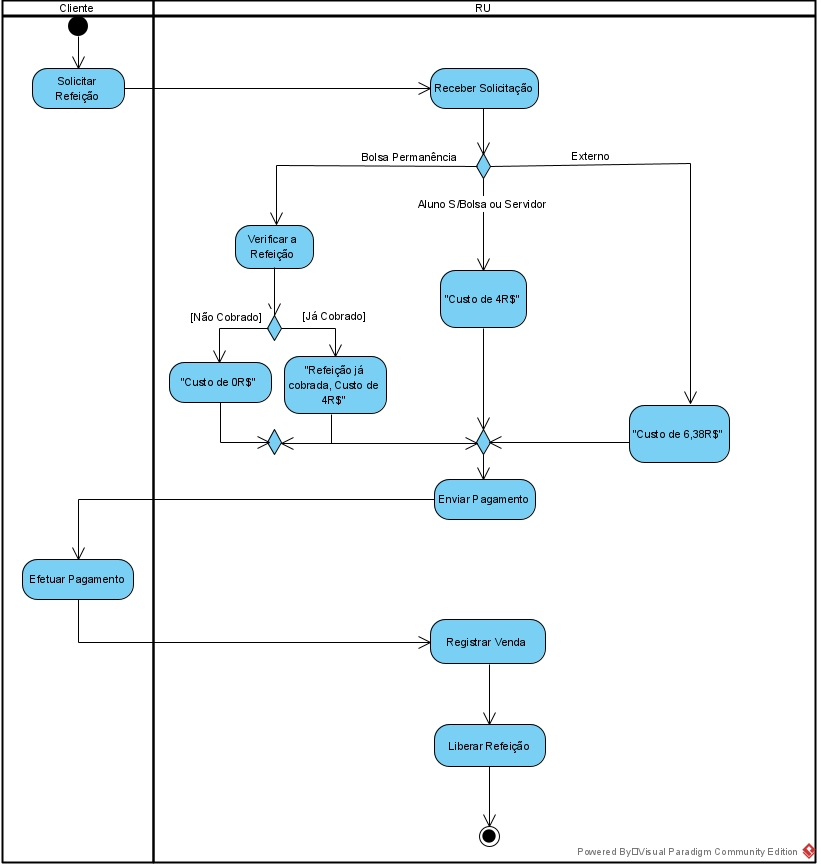 Cliente
RU
Solicitar
Refeição
Receber Solicitação
Bolsa Permanência
Externo
Aluno S/Bolsa ou Servidor
Verificar a
Refeição
"Custo de 4R$"
[Não Cobrado]
[Já Cobrado]
"Custo de 0R$"
"Refeição já
cobrada, Custo de
4R$"
"Custo de 6,38R$"
Enviar Pagamento
Efetuar Pagamento
Registrar Venda
Liberar Refeição
Powered By Visual Paradigm Community Edition